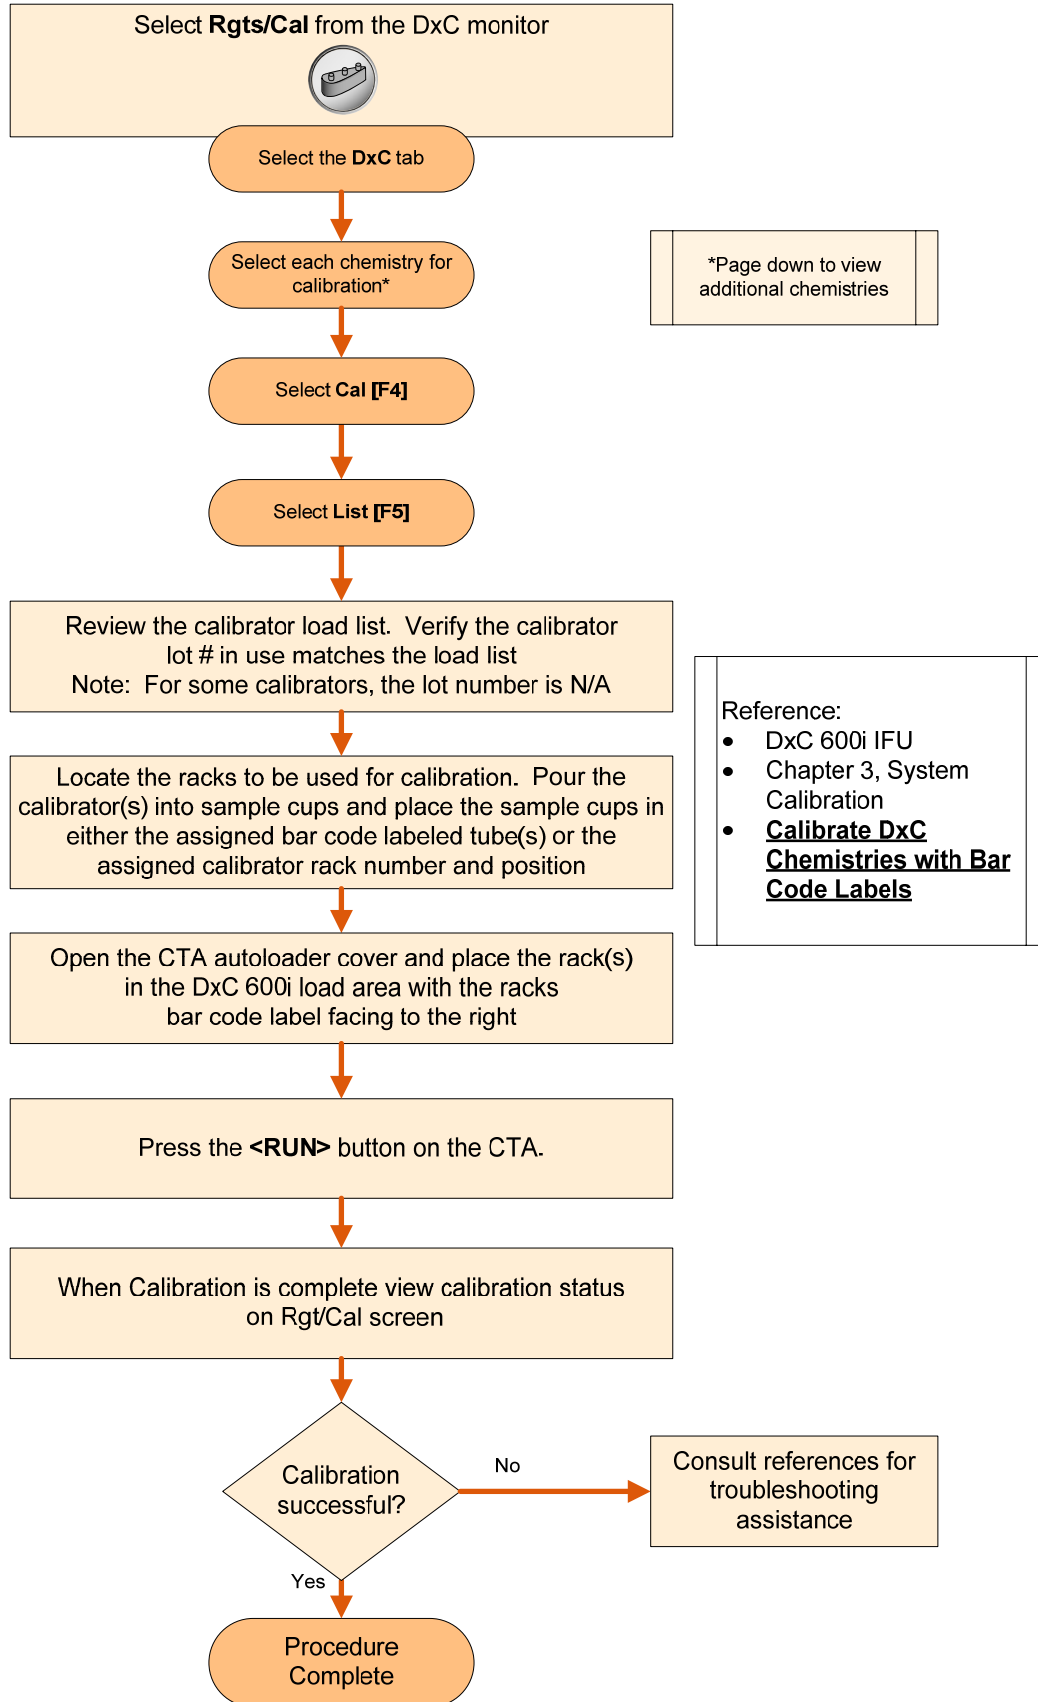 Select Rgts/Cal from the DxC monitor
Select the DxC tab
Select each chemistry for
calibration*
*Page down to view
additional chemistries
Select Cal [F4]
Select List [F5]
Review the calibrator load list.  Verify the calibrator
lot # in use matches the load list
Note:  For some calibrators, the lot number is N/A
Locate the racks to be used for calibration.  Pour the
calibrator(s) into sample cups and place the sample cups in
either the assigned bar code labeled tube(s) or the
assigned calibrator rack number and position
Reference:
• DxC 600i IFU
• Chapter 3, System
Calibration
• Calibrate DxC
Chemistries with Bar
Code Labels
Open the CTA autoloader cover and place the rack(s)
in the DxC 600i load area with the racks
bar code label facing to the right
Press the <RUN> button on the CTA.
When Calibration is complete view calibration status
on Rgt/Cal screen
Calibration
successful?
No
Consult references for
troubleshooting
assistance
Yes
Procedure
Complete